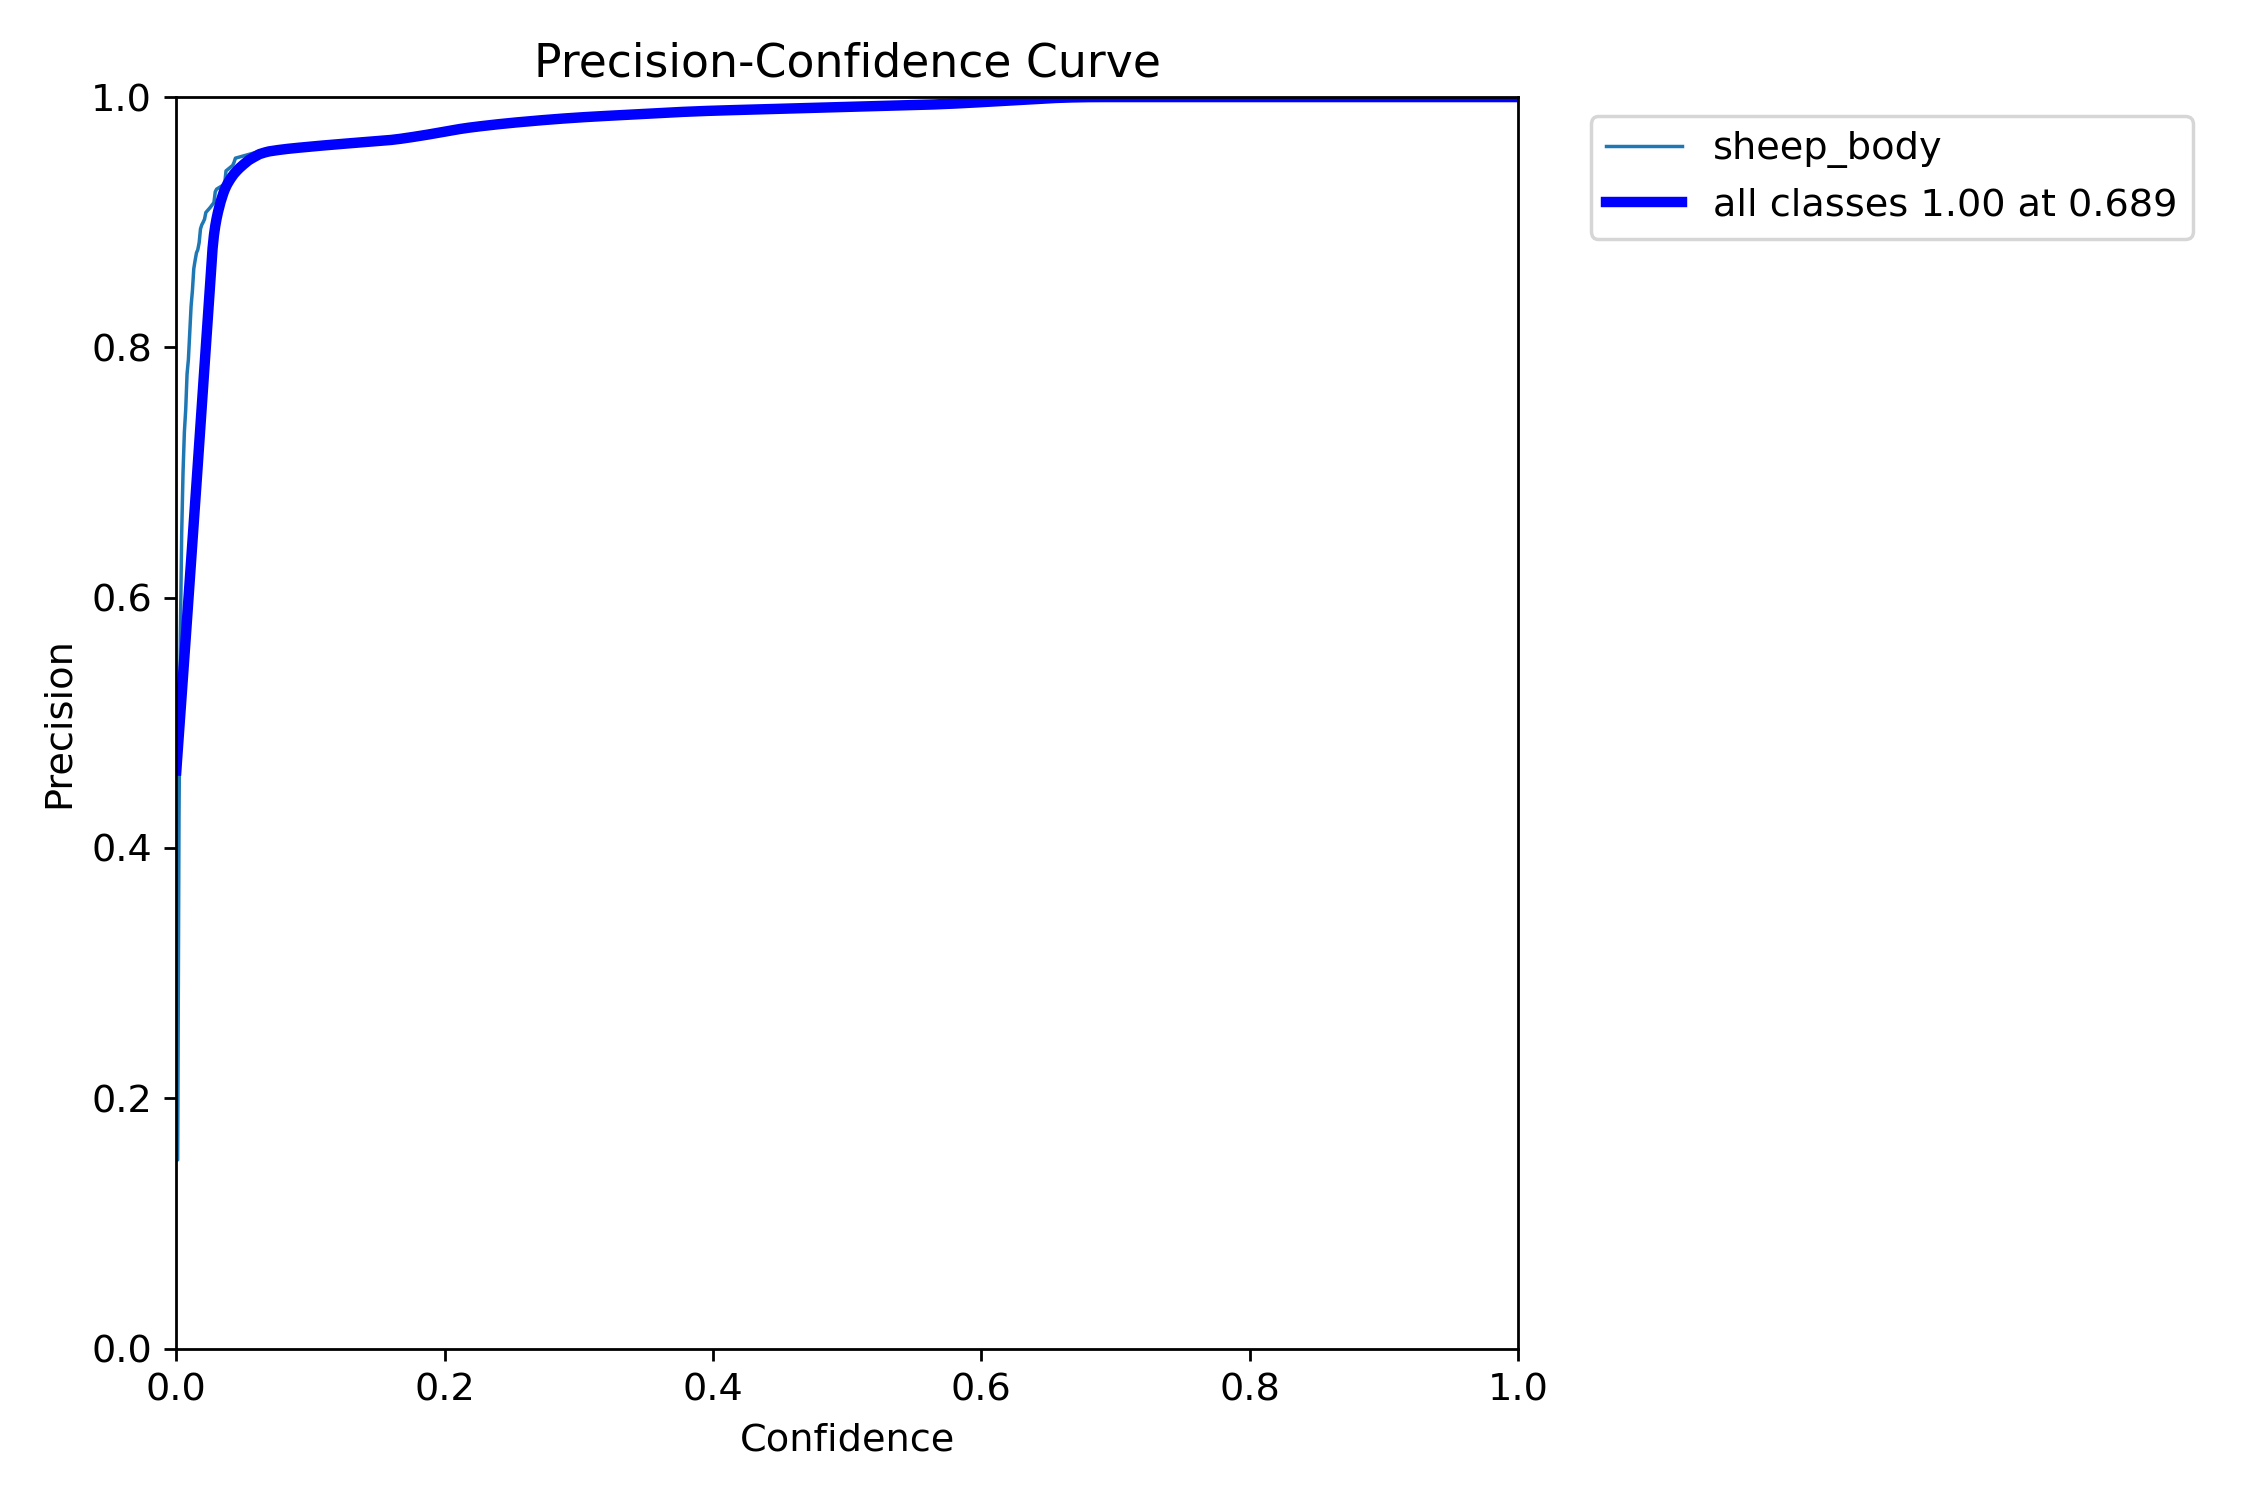 Precision-Confidence Curve
1.0
0.8
0.6
0.4
0.2
0.0
Precision
0.0 0.2 0.4 0.6 0.8 1.0
Confidence
sheep_body
all classes 1.00 at 0.689